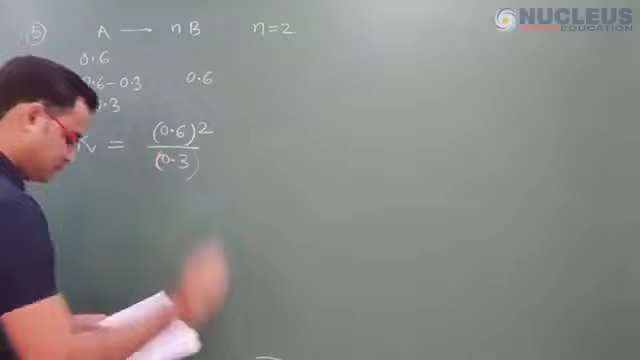 NUCLEUS
EDUCATION
5) A ⟶ nB n=2
0.6
0.6-0.3 0.6
0.3
= (0.6)2
(0.3)